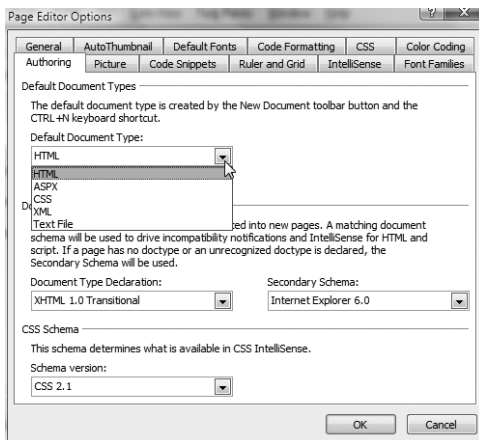 Page Editor Options
General AutoThumbnail Default Fonts Code Formatting CSS Color Coding
Authoring Picture Code Snippets Ruler and Grid IntelliSense Font Families
Default Document Types
The default document type is created by the New Document toolbar button and the
CTRL+N keyboard shortcut.
Default Document Type:
HTML
HTML
ASPX
CSS
XML
Text File
ted into new pages. A matching document
schema will be used to drive incompatibility notifications and IntelliSense for HTML and
script. If a page has no doctype or an unrecognized doctype is declared, the
Secondary Schema will be used.
Document Type Declaration: Secondary Schema:
XHTML 1.0 Transitional Internet Explorer 6.0
CSS Schema
This schema determines what is available in CSS IntelliSense.
Schema version:
CSS 2.1
OK Cancel